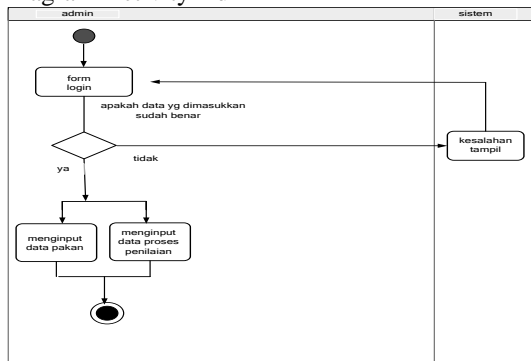 admin
sistem
form
login
apakah data yg dimasukkan
sudah benar
kesalahan
tampil
tidak
ya
menginput
data pakan
menginput
data proses
penilaian